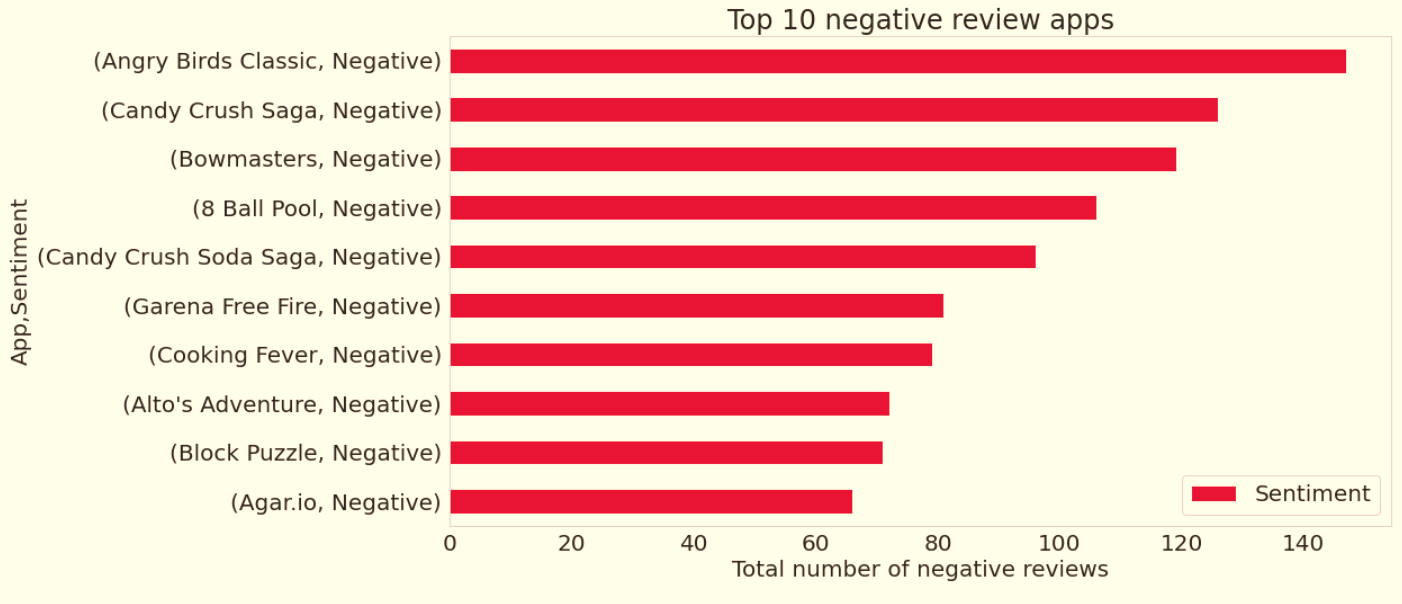 Top 10 negative review apps
(Angry Birds Classic, Negative)
(Candy Crush Saga, Negative)
(Bowmasters, Negative)
(8 Ball Pool, Negative)
(Candy Crush Soda Saga, Negative)
(Garena Free Fire, Negative)
(Cooking Fever, Negative)
(Alto's Adventure, Negative)
(Block Puzzle, Negative)
(Agar.io, Negative)
App,Sentiment
Sentiment
0 20 40 60 80 100 120 140
Total number of negative reviews